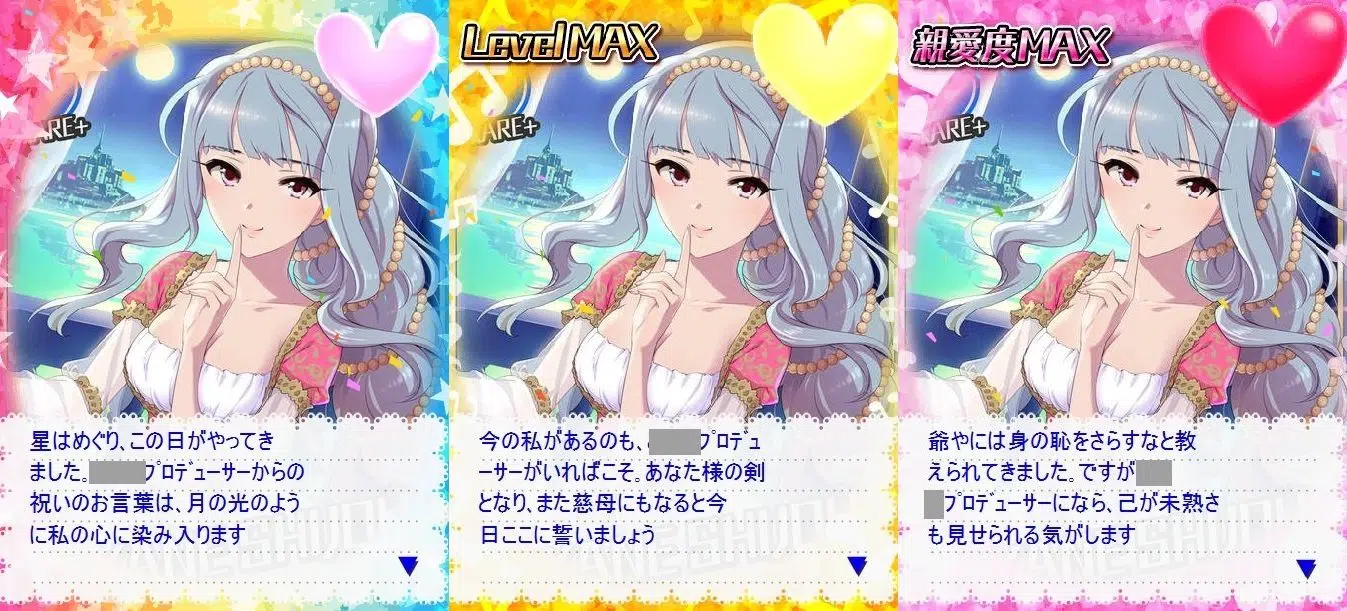 ARE+
星はめぐり、この日がやってき
ました。プロデューサーからの
祝いのお言葉は、月の光のよう
に私の心に染み入ります
Level MAX
ARE+
今の私があるのも、プロデュ
ーサーがいればこそ。あなた様の剣
となり、また慈母にもなると今
日ここに誓いましょう
親愛度MAX
ARE+
爺やには身の恥をさらすなと教
えられてきました。ですが
プロデューサーになら、己が未熟さ
も見せられる気がします